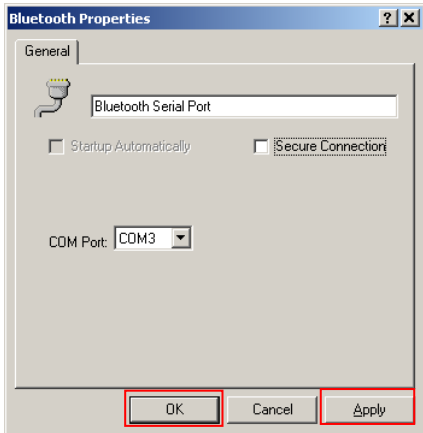 Bluetooth Properties
General
Bluetooth Serial Port
Startup Automatically
Secure Connection
COM Port: COM3
OK Cancel Apply